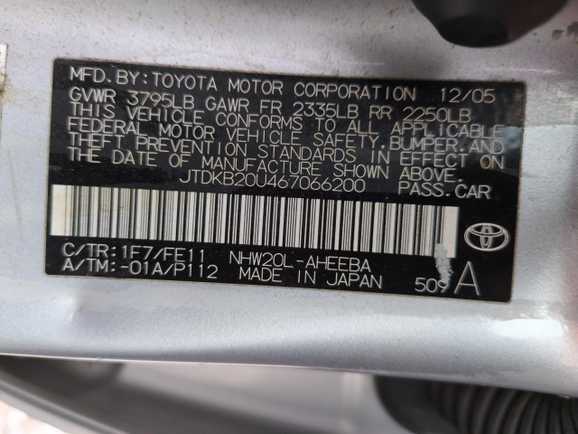 MFD.BY:TOYOTA MOTOR CORPORATION 12/05
GVWR 3795LB GAWR FR 2335LB RR 2250LB
THIS VEHICLE CONFORMS TO ALL APPLICABLE
FEDERAL MOTOR VEHICLE SAFETY,BUMPER,AND
THEFT PREVENTION STANDARDS IN EFFECT ON
THE DATE OF MANUFACTURE SHOWN ABOVE.
JTDKB20U467066200 PASS.CAR
C/TR:1F7/FE11 NHW20L-AHEEBA
A/TM:-01A/P112 MADE IN JAPAN 509 A